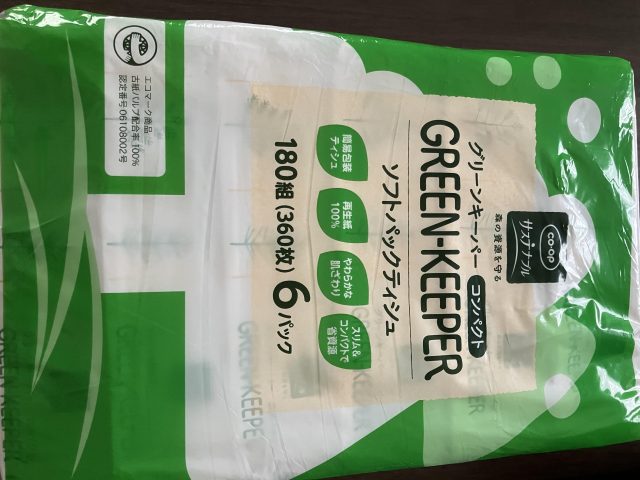 co·op
サステナブル
森の資源を守る
グリーンキーパー コンパクト
GREEN-KEEPER
ソフトパックティシュ
簡易包装
ティシュ
再生紙
100%
やわらかな
肌ざわり
スリム&
コンパクトで
省資源
180組(360枚)6パック
エコマーク商品
古紙パルプ配合率100%
認定番号06108002号
KEEPER
GREEN KEEPE
GREEN KEEPER